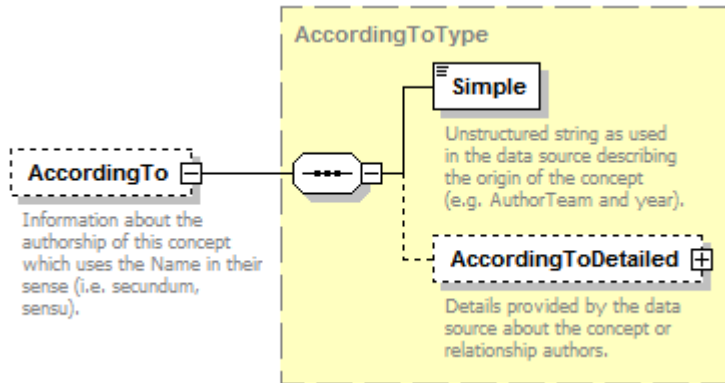 AccordingToType
Simple
Unstructured string as used
in the data source describing
the origin of the concept
(e.g. AuthorTeam and year).
AccordingTo
Information about the
authorship of this concept
which uses the Name in their
sense (i.e. secundum,
sensu).
AccordingToDetailed
Details provided by the data
source about the concept or
relationship authors.